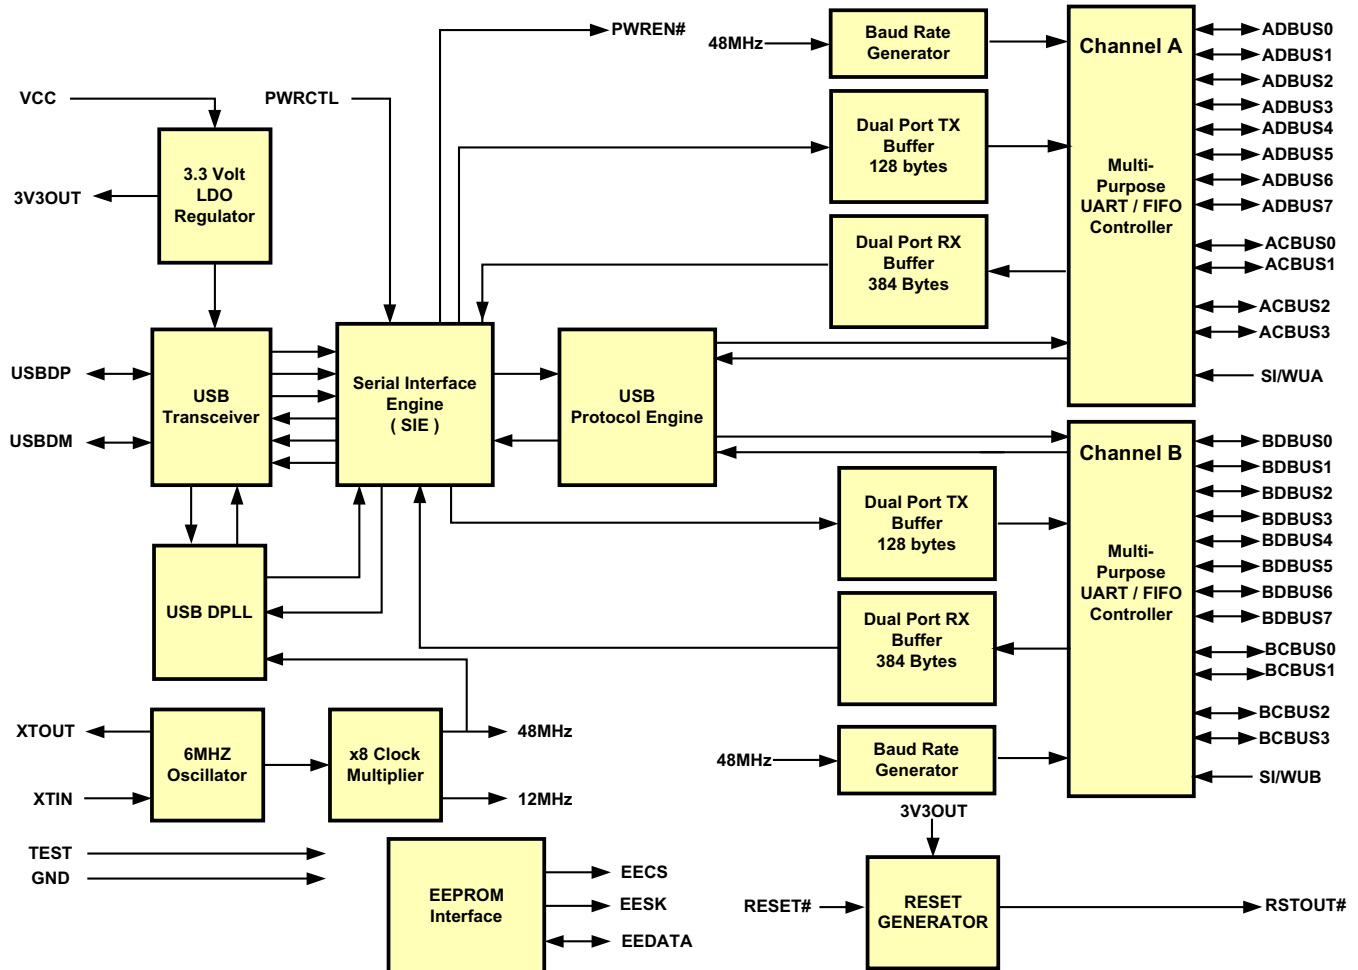 PWREN#
48MHz
Baud Rate
Generator
Channel A
Multi-
Purpose
UART / FIFO
Controller
ADBUS0
ADBUS1
ADBUS2
ADBUS3
ADBUS4
ADBUS5
ADBUS6
ADBUS7
ACBUS0
ACBUS1
ACBUS2
ACBUS3
SI/WUA
VCC
PWRCTL
3.3 Volt
LDO
Regulator
3V3OUT
Dual Port TX
Buffer
128 bytes
Dual Port RX
Buffer
384 Bytes
USBDP
USBDM
USB
Transceiver
Serial Interface
Engine
( SIE )
USB
Protocol Engine
Channel B
Multi-
Purpose
UART / FIFO
Controller
BDBUS0
BDBUS1
BDBUS2
BDBUS3
BDBUS4
BDBUS5
BDBUS6
BDBUS7
BCBUS0
BCBUS1
BCBUS2
BCBUS3
SI/WUB
Dual Port TX
Buffer
128 bytes
Dual Port RX
Buffer
384 Bytes
USB DPLL
XTOUT
XTIN
6MHZ
Oscillator
x8 Clock
Multiplier
48MHz
12MHz
48MHz
Baud Rate
Generator
TEST
GND
EEPROM
Interface
EECS
EESK
EEDATA
3V3OUT
RESET#
RESET
GENERATOR
RSTOUT#